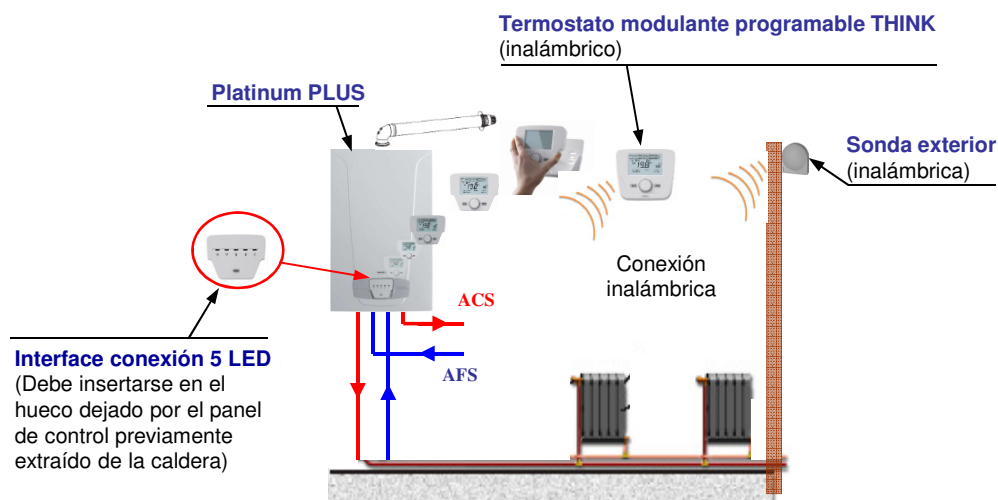 Termostato modulante programable THINK
(inalámbrico)
Platinum PLUS
Sonda exterior
(inalámbrica)
Conexión
inalámbrica
ACS
AFS
Interface conexión 5 LED
(Debe insertarse en el
hueco dejado por el panel
de control previamente
extraído de la caldera)